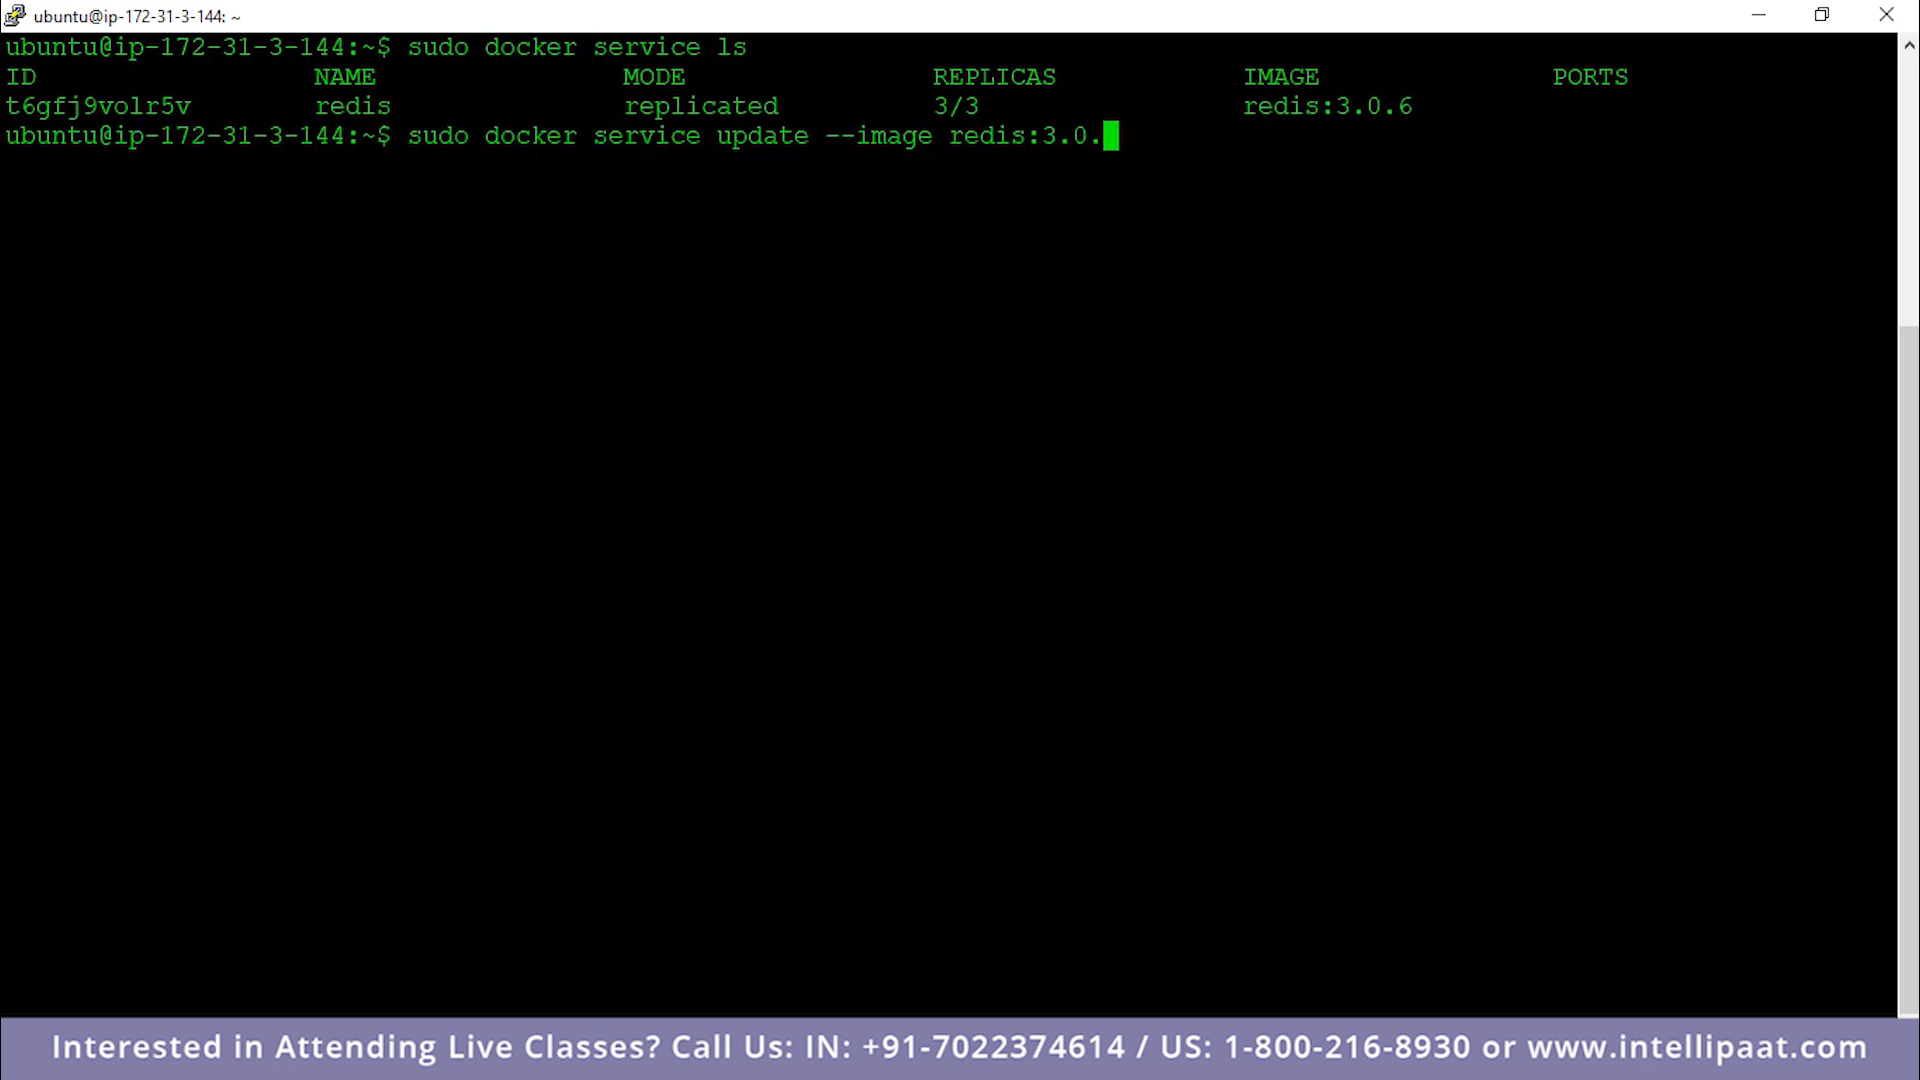 ubuntu@ip-172-31-3-144: ~
ubuntu@ip-172-31-3-144:~$ sudo docker service ls
ID NAME MODE REPLICAS IMAGE PORTS
t6gfj9volr5v redis replicated 3/3 redis:3.0.6
ubuntu@ip-172-31-3-144:~$ sudo docker service update --image redis:3.0.
Interested in Attending Live Classes? Call Us: IN: +91-7022374614 / US: 1-800-216-8930 or www.intellipaat.com